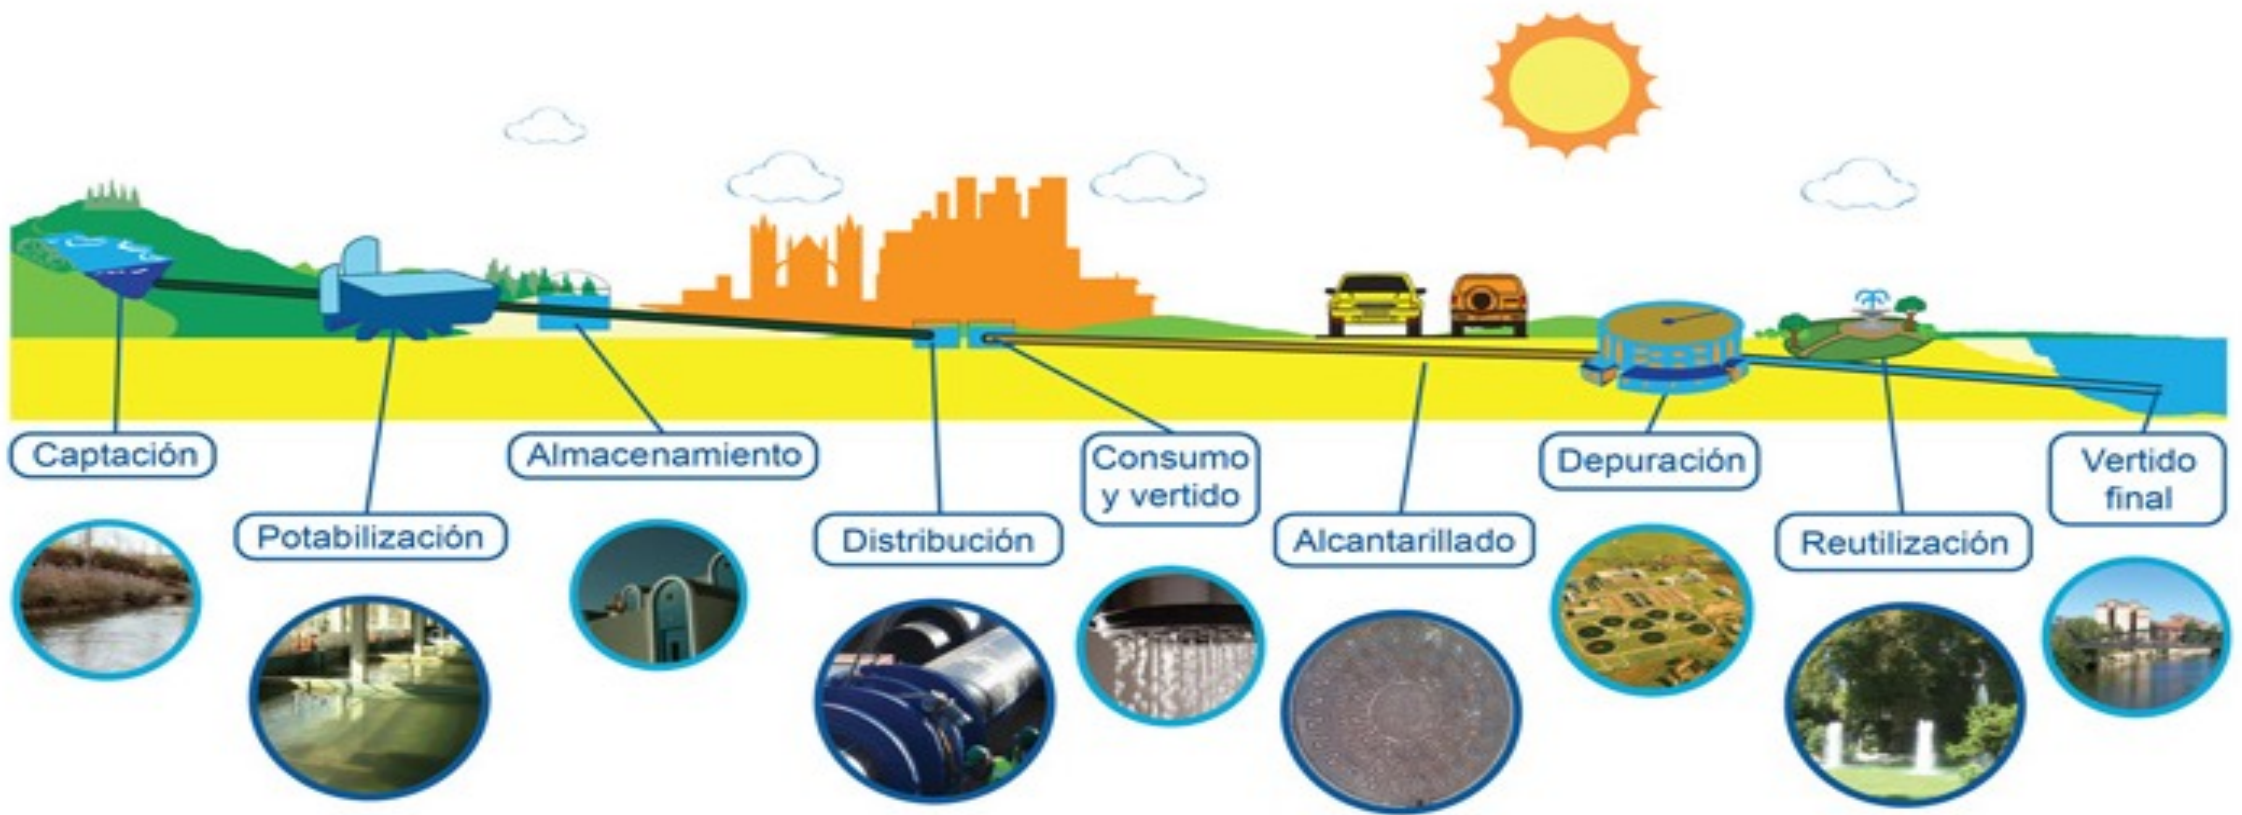 Captación
Potabilización
Almacenamiento
Distribución
Consumo
y vertido
Alcantarillado
Depuración
Reutilización
Vertido
final